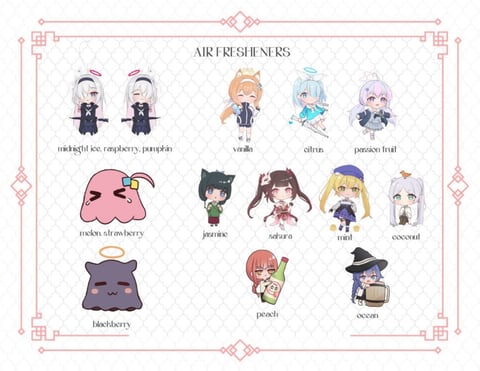 AIR FRESHENERS
midnight ice, raspberry, pumpkin
vanilla
citrus
passion fruit
melon, strawberry
jasmine
sakura
mint
coconut
blackberry
peach
ocean